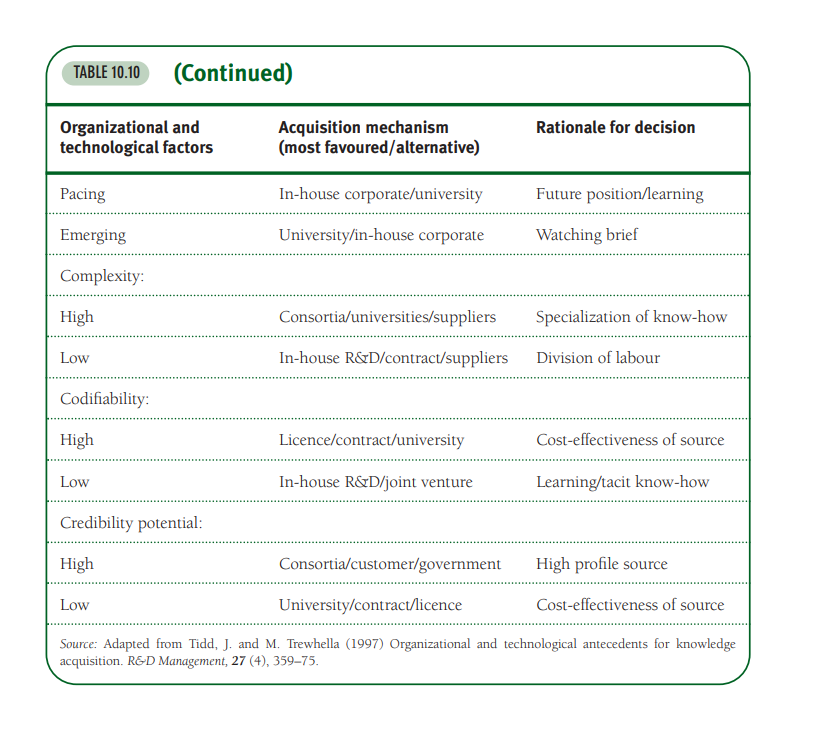 TABLE 10.10 (Continued)
Organizational and technological factors Acquisition mechanism (most favoured/alternative) Rationale for decision
Pacing In-house corporate/university Future position/learning
Emerging University/in-house corporate Watching brief
Complexity:
High Consortia/universities/suppliers Specialization of know-how
Low In-house R&D/contract/suppliers Division of labour
Codifiability:
High Licence/contract/university Cost-effectiveness of source
Low In-house R&D/joint venture Learning/tacit know-how
Credibility potential:
High Consortia/customer/government High profile source
Low University/contract/licence Cost-effectiveness of source
Source: Adapted from Tidd, J. and M. Trewhella (1997) Organizational and technological antecedents for knowledge
acquisition. R&D Management, 27 (4), 359–75.